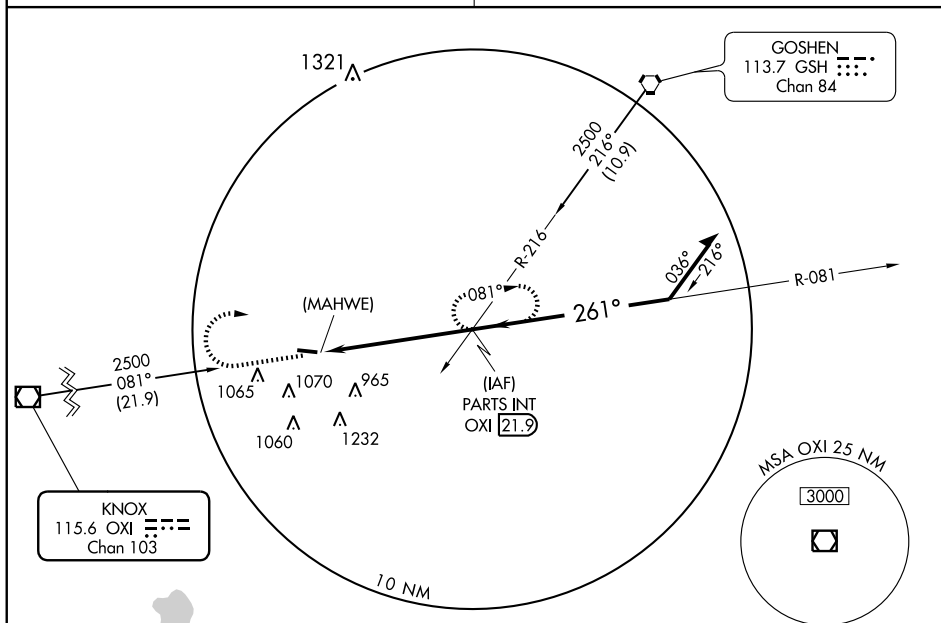 1321
GOSHEN
113.7 GSH
Chan 84
2500
216°
(10.9)
R-216
036°
216°
R-081
081°
261°
(MAHWE)
2500
081°
(21.9)
1065
1070
965
1060
1232
(IAF)
PARTS INT
OXI 21.9
KNOX
115.6 OXI
Chan 103
MSA OXI 25 NM
3000
10 NM